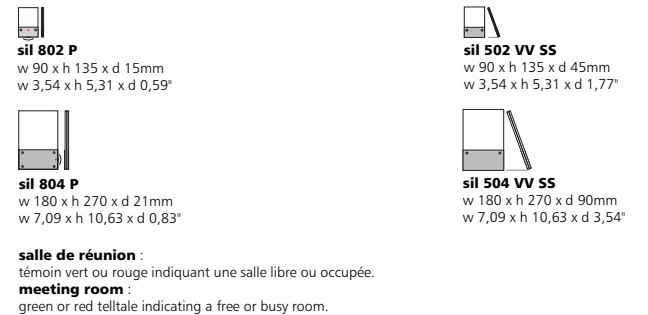 sil 802 P
w 90 x h 135 x d 15mm
w 3,54 x h 5,31 x d 0,59"
sil 804 P
w 180 x h 270 x d 21mm
w 7,09 x h 10,63 x d 0,83"
salle de réunion :
témoin vert ou rouge indiquant une salle libre ou occupée.
meeting room :
green or red telltale indicating a free or busy room.
sil 502 VV SS
w 90 x h 135 x d 45mm
w 3,54 x h 5,31 x d 1,77"
sil 504 VV SS
w 180 x h 270 x d 90mm
w 7,09 x h 10,63 x d 3,54"